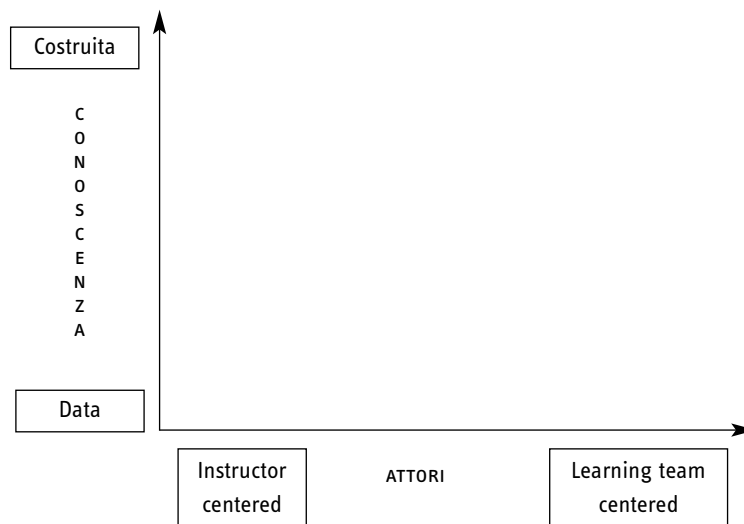 Costruita
C
O
N
O
S
C
E
N
Z
A
Data
Instructor
centered
ATTORI
Learning team
centered